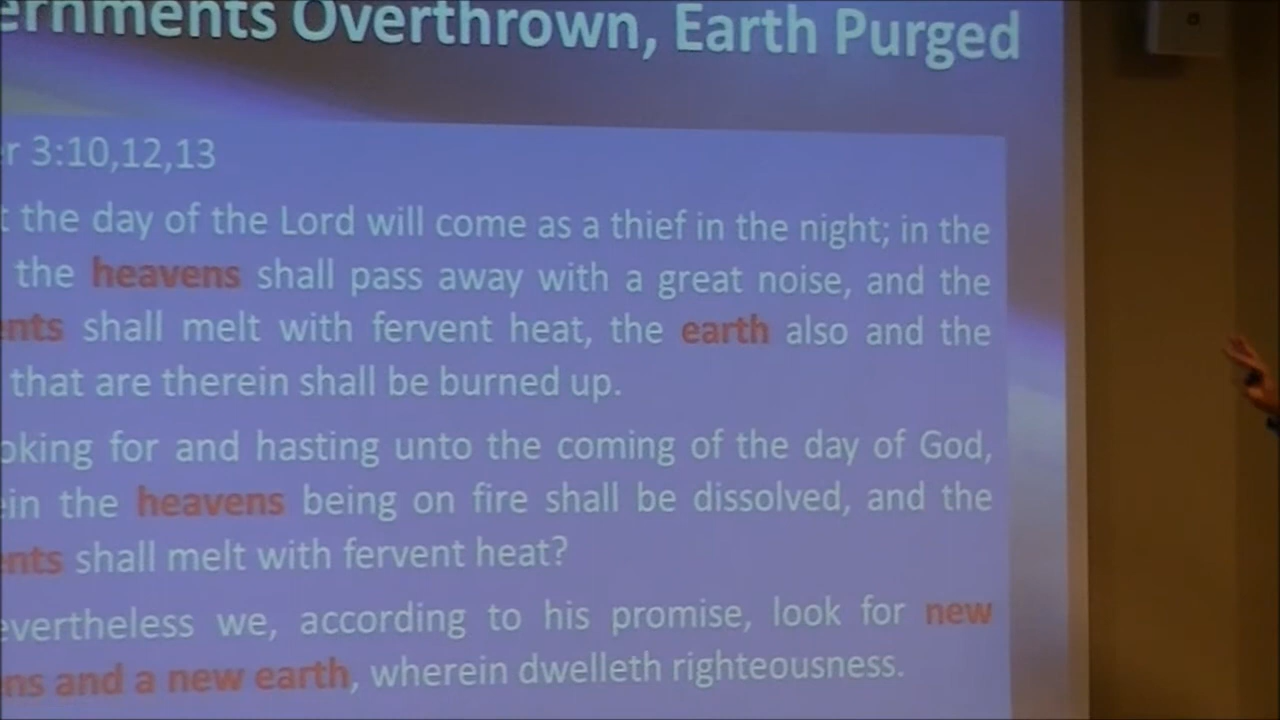 ernments Overthrown, Earth Purged
r 3:10,12,13
t the day of the Lord will come as a thief in the night; in the
the heavens shall pass away with a great noise, and the
ents shall melt with fervent heat, the earth also and the
that are therein shall be burned up.
oking for and hasting unto the coming of the day of God,
ein the heavens being on fire shall be dissolved, and the
ents shall melt with fervent heat?
evertheless we, according to his promise, look for new
ns and a new earth, wherein dwelleth righteousness.